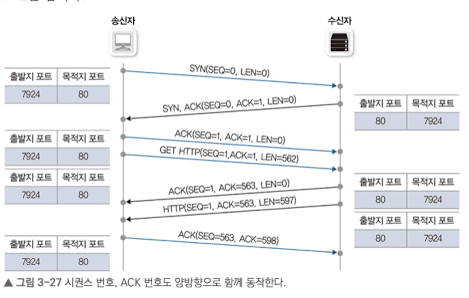 송신자
수신자
SYN(SEQ=0, LEN=0)
출발지 포트 목적지 포트
7924 80
SYN, ACK(SEQ=0, ACK=1, LEN=0)
출발지 포트 목적지 포트
80 7924
ACK(SEQ=1, ACK=1, LEN=0)
출발지 포트 목적지 포트
7924 80
GET HTTP(SEQ=1,ACK=1, LEN=562)
출발지 포트 목적지 포트
7924 80
ACK(SEQ=1, ACK=563, LEN=0)
출발지 포트 목적지 포트
80 7924
HTTP(SEQ=1, ACK=563, LEN=597)
출발지 포트 목적지 포트
80 7924
ACK(SEQ=563, ACK=598)
출발지 포트 목적지 포트
7924 80
▲ 그림 3-27 시퀀스 번호, ACK 번호도 양방향으로 함께 동작한다.